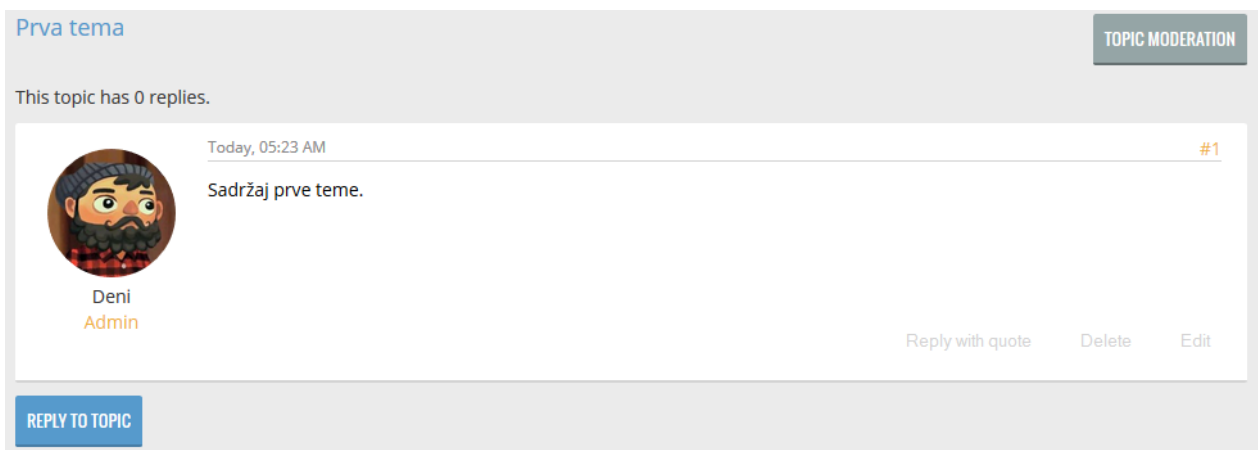 Prva tema
TOPIC MODERATION
This topic has 0 replies.
Today, 05:23 AM
#1
Sadržaj prve teme.
Deni
Admin
Reply with quote
Delete
Edit
REPLY TO TOPIC